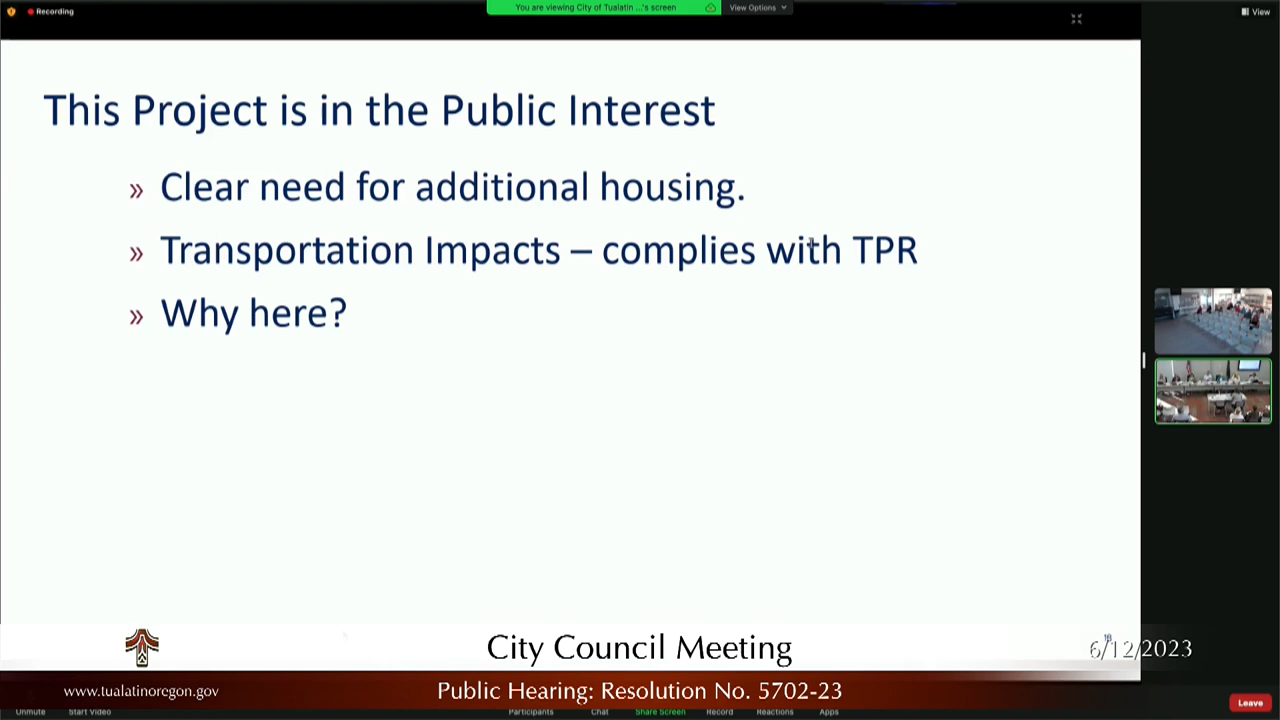 Recording
You are viewing City of Tualatin ...'s screen
View Options
View
This Project is in the Public Interest
» Clear need for additional housing.
» Transportation Impacts – complies with TPR
» Why here?
City Council Meeting
6/12/2023
www.tualatinoregon.gov
Public Hearing: Resolution No. 5702-23
Leave
Unmute
Start Video
Participants
Chat
Share Screen
Record
Reactions
Apps